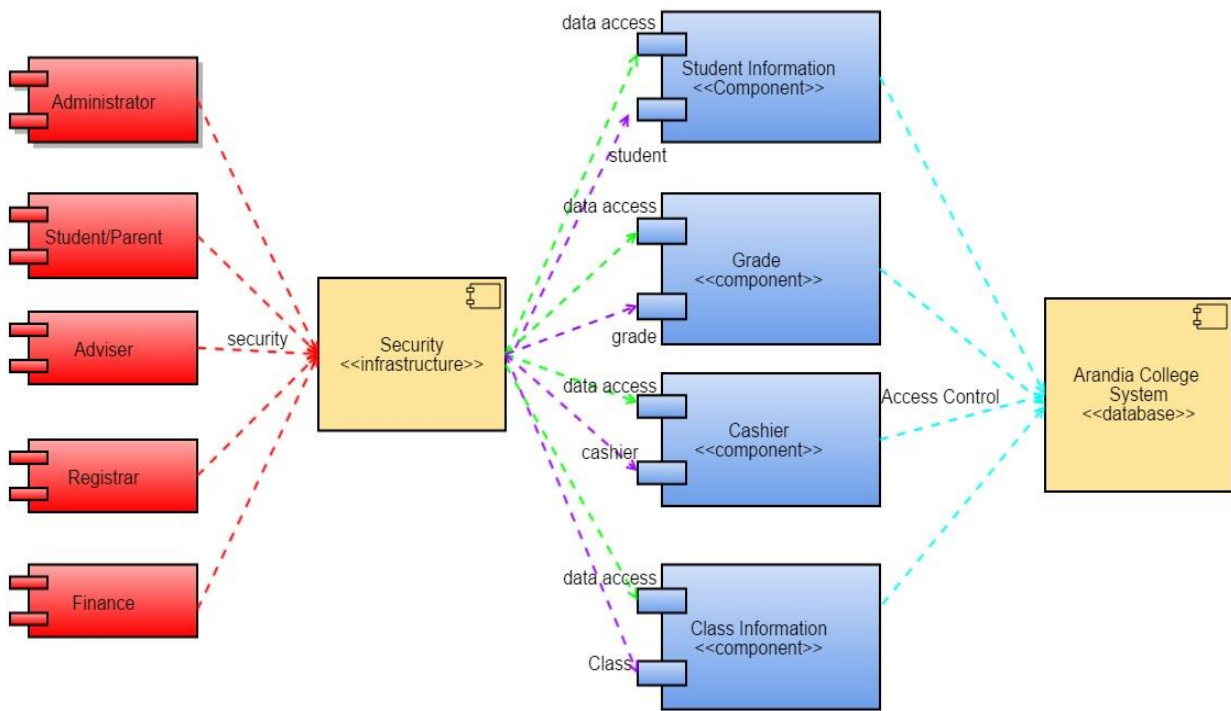 Administrator
Student/Parent
Adviser
Registrar
Finance
security
Security
<<infrastructure>>
data access
Student Information
<<Component>>
student
data access
Grade
<<component>>
grade
data access
Cashier
<<component>>
cashier
data access
Class Information
<<component>>
Class
Access Control
Arandia College
System
<<database>>